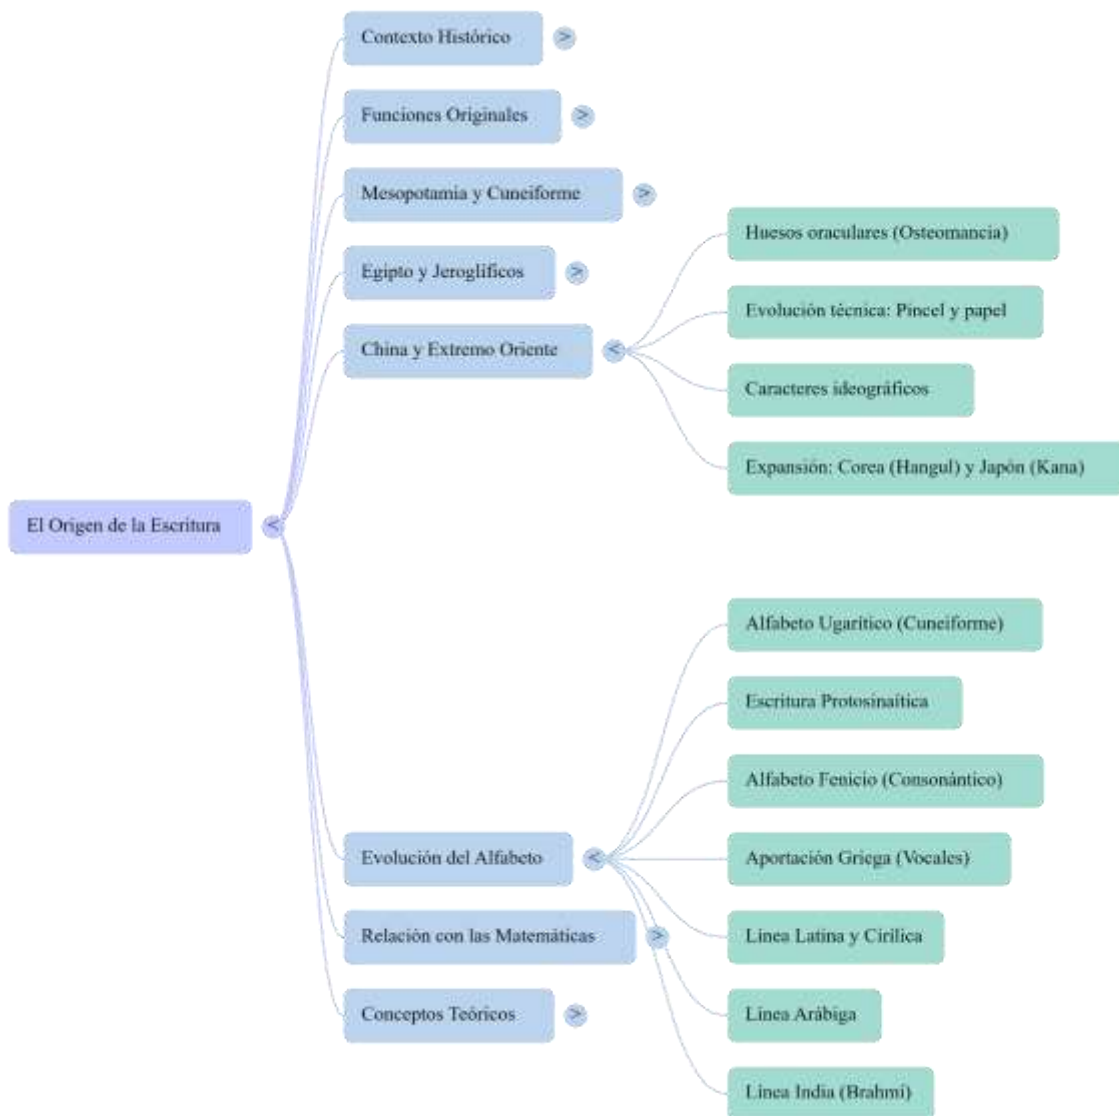 El Origen de la Escritura
Contexto Histórico
Funciones Originales
Mesopotamia y Cuneiforme
Egipto y Jeroglíficos
China y Extremo Oriente
Huesos oraculares (Osteomancia)
Evolución técnica: Pincel y papel
Caracteres ideográficos
Expansión: Corea (Hangul) y Japón (Kana)
Evolución del Alfabeto
Alfabeto Ugarítico (Cuneiforme)
Escritura Protosinaítica
Alfabeto Fenicio (Consonántico)
Aportación Griega (Vocales)
Línea Latina y Cirílica
Línea Arábiga
Línea India (Brahmi)
Relación con las Matemáticas
Conceptos Teóricos